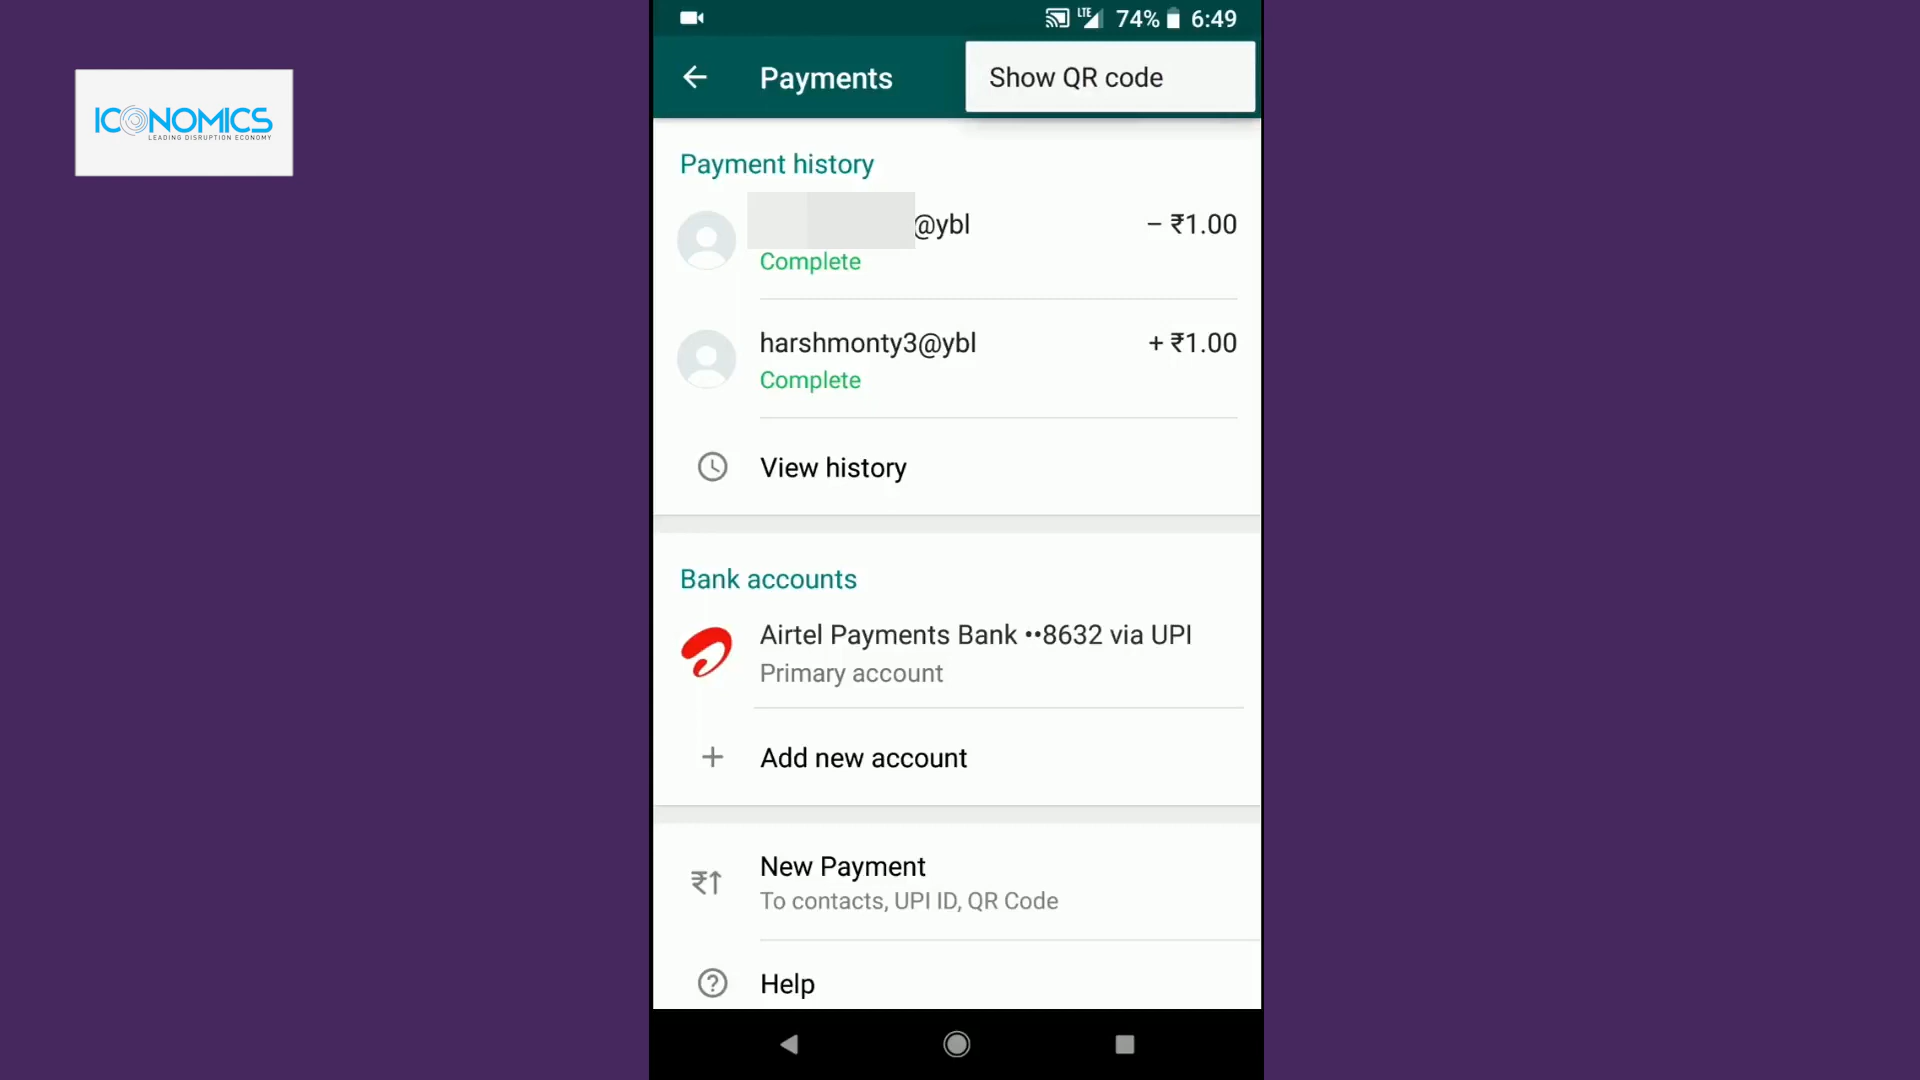 LTE 74% 6:49
ICONOMICS
LEADING DISRUPTION ECONOMY
Payments
Show QR code
Payment history
@ybl – ₹1.00
Complete
harshmonty3@ybl + ₹1.00
Complete
View history
Bank accounts
Airtel Payments Bank ••8632 via UPI
Primary account
+ Add new account
₹↑ New Payment
To contacts, UPI ID, QR Code
? Help